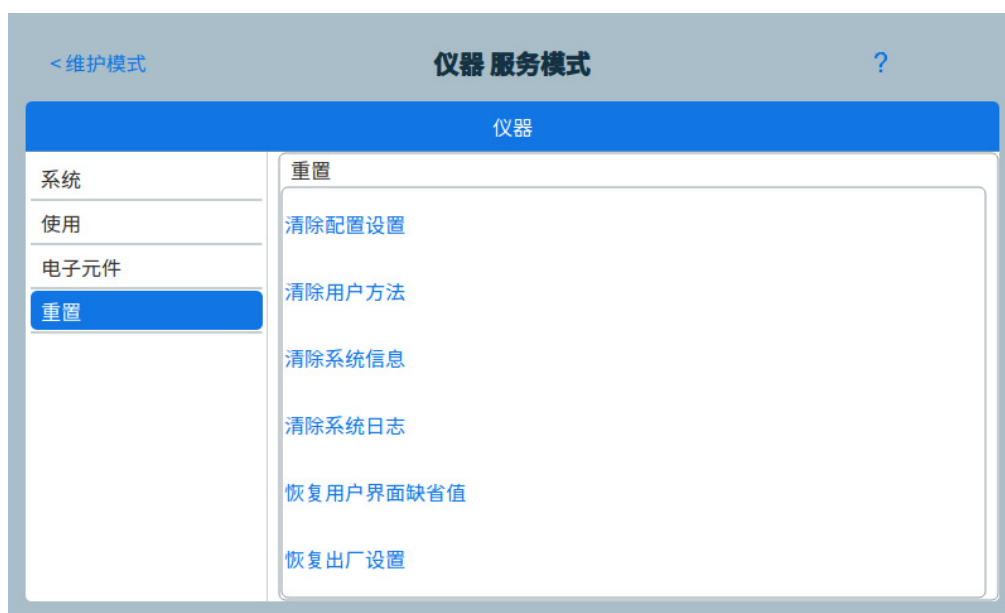 <维护模式
仪器 服务模式
?
仪器
系统
使用
电子元件
重置
重置
清除配置设置
清除用户方法
清除系统信息
清除系统日志
恢复用户界面缺省值
恢复出厂设置